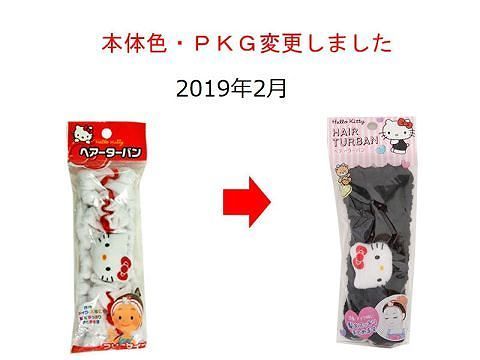 本体色・ＰＫＧ変更しました
2019年2月
Hello Kitty
ヘアーターバン
Hello Kitty
HAIR
TURBAN
ヘアーターバン